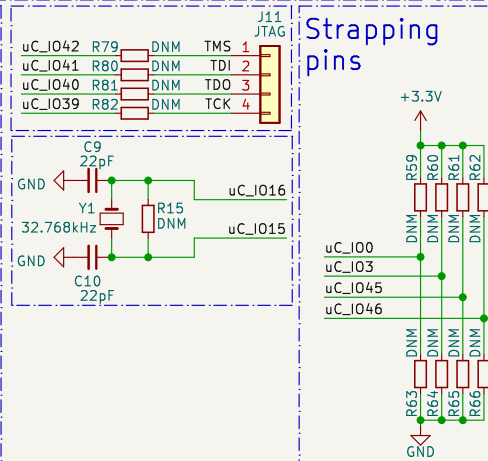 J11
JTAG
uC_IO42 R79 DNM TMS 1
uC_IO41 R80 DNM TDI 2
uC_IO40 R81 DNM TDO 3
uC_IO39 R82 DNM TCK 4
C9
22pF
GND
uC_IO16
Y1
32.768kHz
R15
DNM
uC_IO15
GND
C10
22pF
Strapping
pins
+3.3V
R59 R60 R61 R62
DNM DNM DNM DNM
uC_IO0
uC_IO3
uC_IO45
uC_IO46
DNM DNM DNM DNM
R63 R64 R65 R66
GND